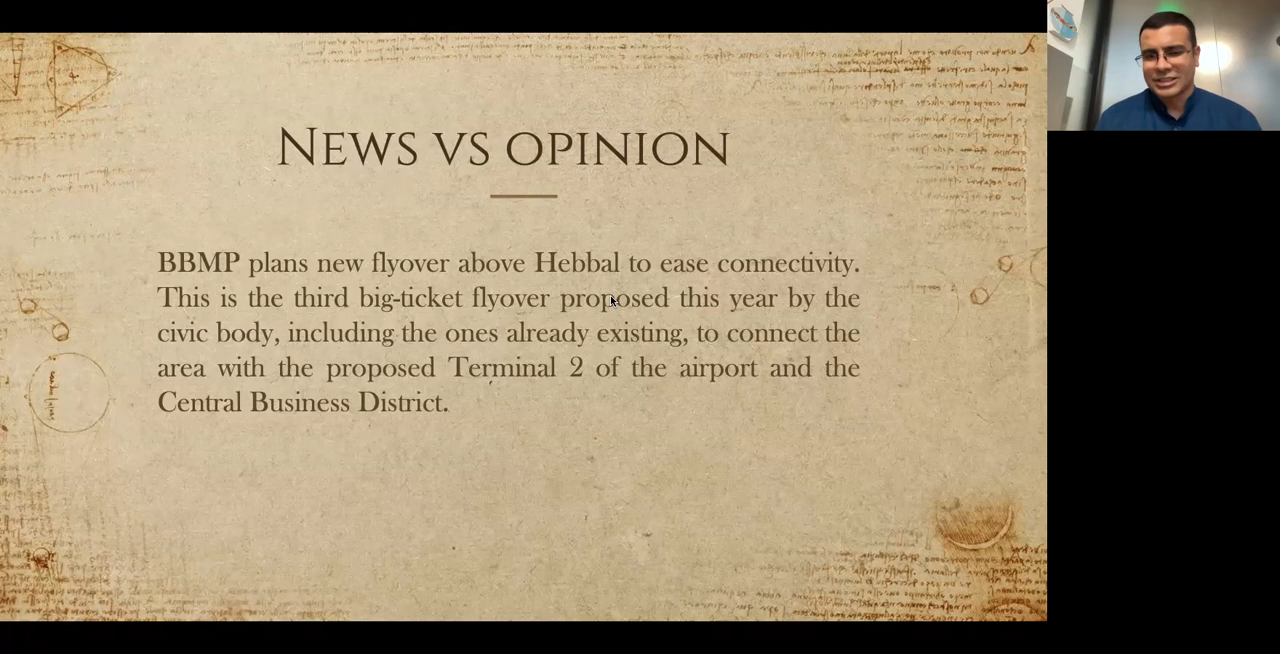 NEWS VS OPINION
BBMP plans new flyover above Hebbal to ease connectivity.
This is the third big-ticket flyover proposed this year by the
civic body, including the ones already existing, to connect the
area with the proposed Terminal 2 of the airport and the
Central Business District.